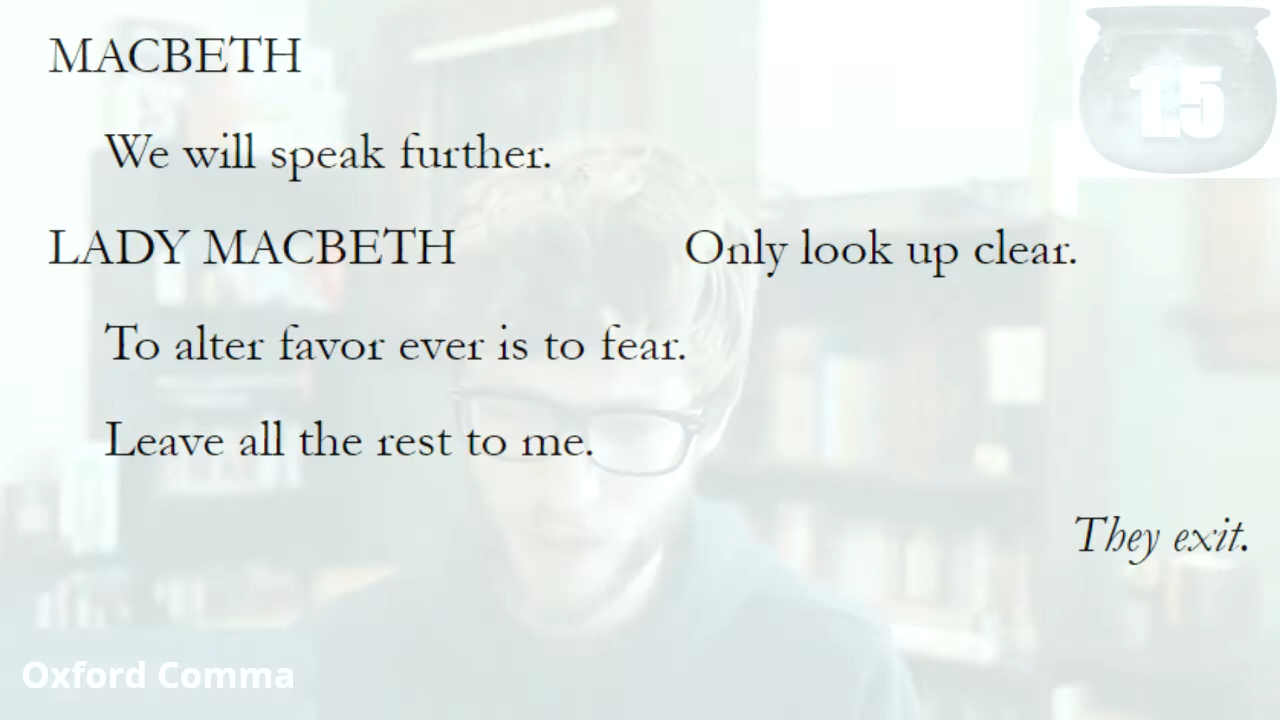 MACBETH
1.5
We will speak further.
LADY MACBETH Only look up clear.
To alter favor ever is to fear.
Leave all the rest to me.
They exit.
Oxford Comma